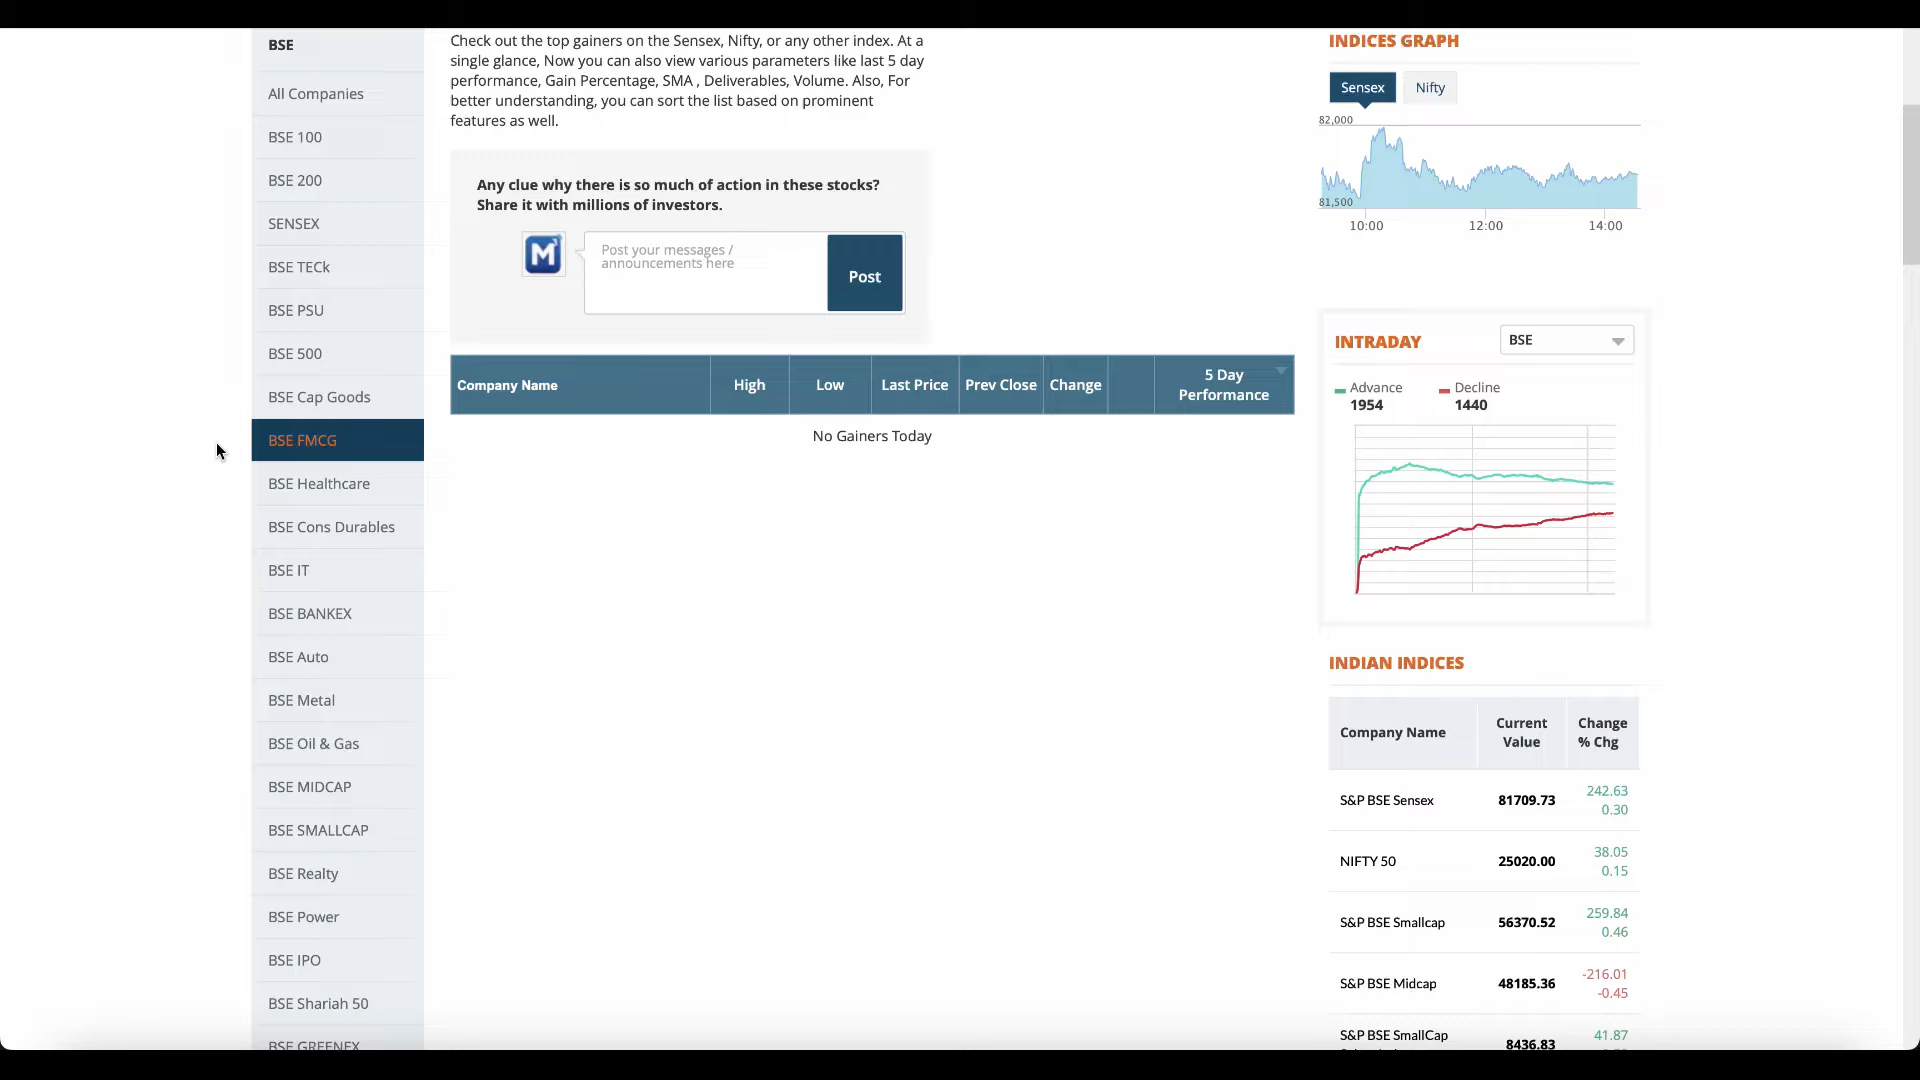 BSE
All Companies
BSE 100
BSE 200
SENSEX
BSE TECk
BSE PSU
BSE 500
BSE Cap Goods
BSE FMCG
BSE Healthcare
BSE Cons Durables
BSE IT
BSE BANKEX
BSE Auto
BSE Metal
BSE Oil & Gas
BSE MIDCAP
BSE SMALLCAP
BSE Realty
BSE Power
BSE IPO
BSE Shariah 50
BSE GREENEX
Check out the top gainers on the Sensex, Nifty, or any other index. At a
single glance, Now you can also view various parameters like last 5 day
performance, Gain Percentage, SMA , Deliverables, Volume. Also, For
better understanding, you can sort the list based on prominent
features as well.
Any clue why there is so much of action in these stocks?
Share it with millions of investors.
M
Post your messages /
announcements here
Post
Company Name High Low Last Price Prev Close Change 5 Day
Performance
No Gainers Today
INDICES GRAPH
Sensex Nifty
82,000
81,500
10:00 12:00 14:00
INTRADAY BSE
Advance Decline
1954 1440
INDIAN INDICES
Company Name Current Value Change % Chg
S&P BSE Sensex 81709.73 242.63
0.30
NIFTY 50 25020.00 38.05
0.15
S&P BSE Smallcap 56370.52 259.84
0.46
S&P BSE Midcap 48185.36 -216.01
-0.45
S&P BSE SmallCap 8436.83 41.87